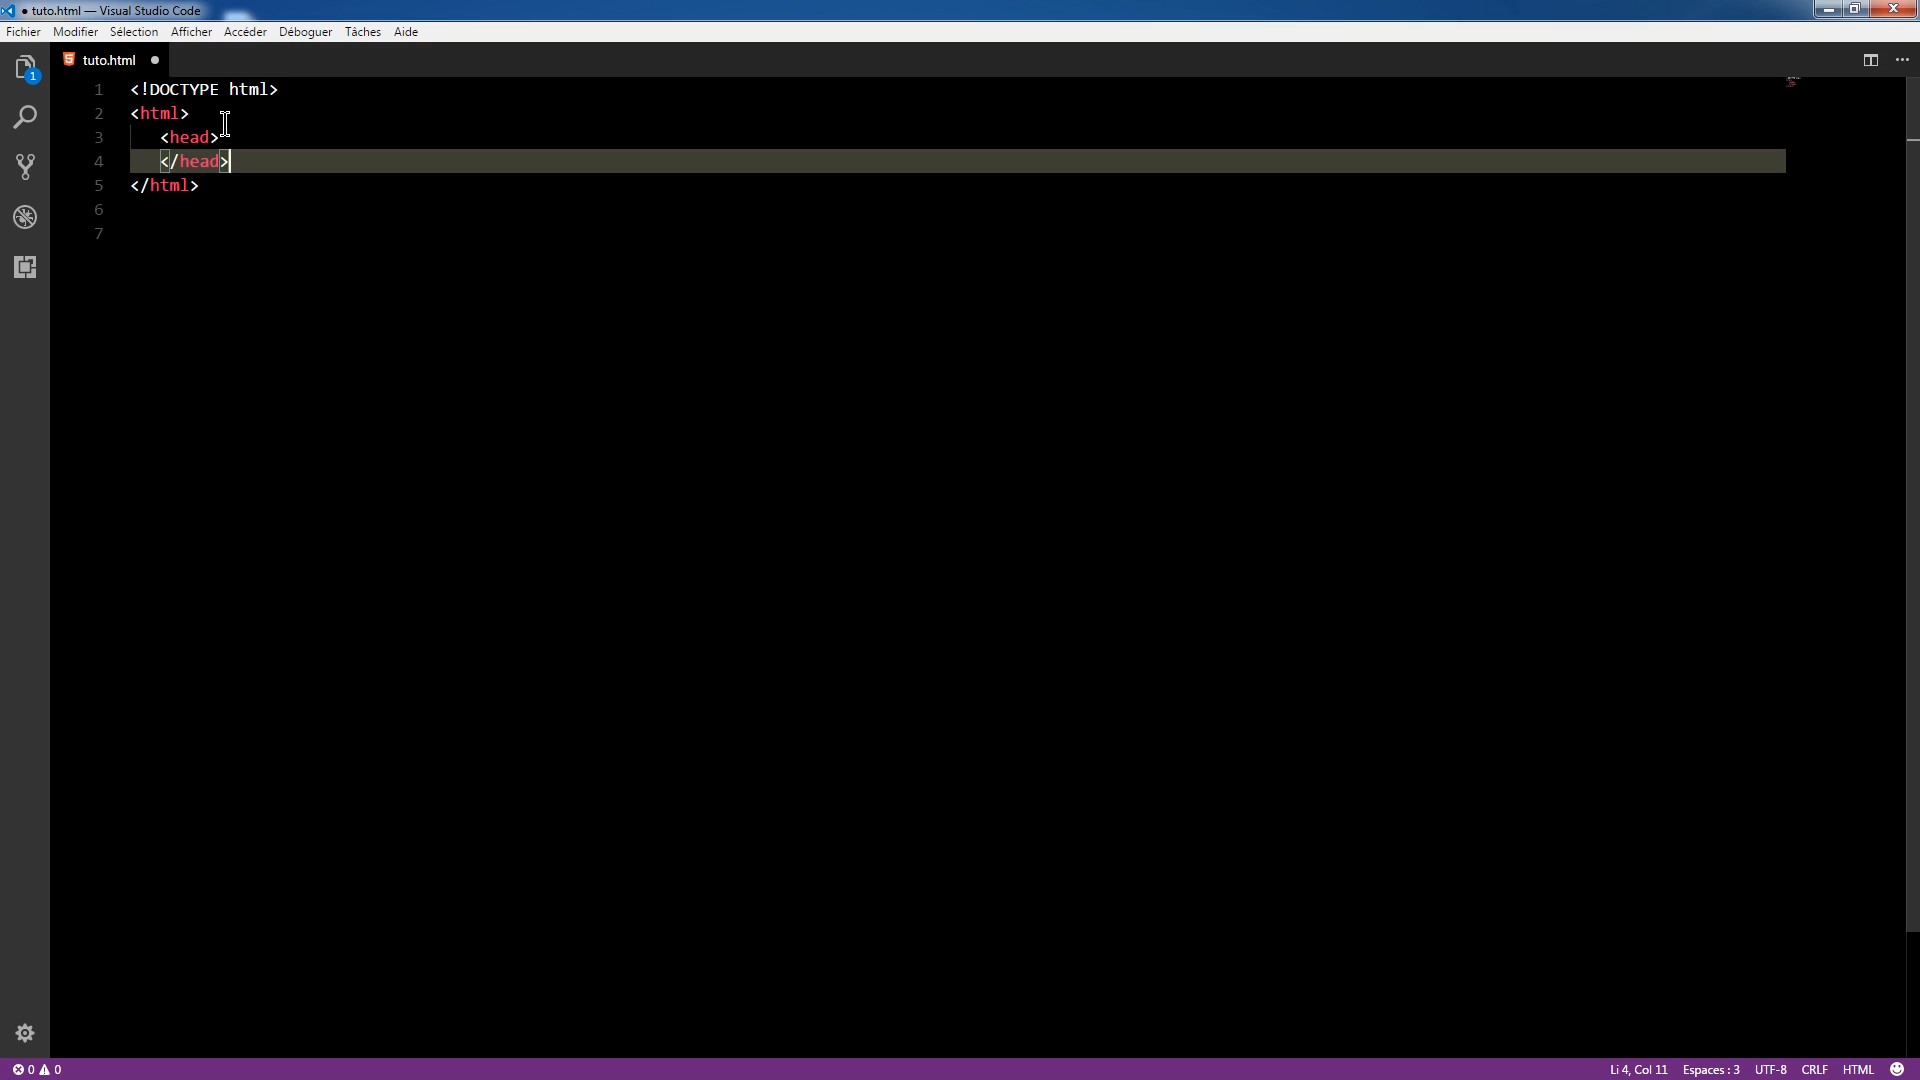 ● tuto.html — Visual Studio Code
Fichier Modifier Sélection Afficher Accéder Déboguer Tâches Aide
1
tuto.html
1 <!DOCTYPE html>
2 <html>
3 <head>
4 </head>
5 </html>
6
7
0 0 Li 4, Col 11 Espaces : 3 UTF-8 CRLF HTML